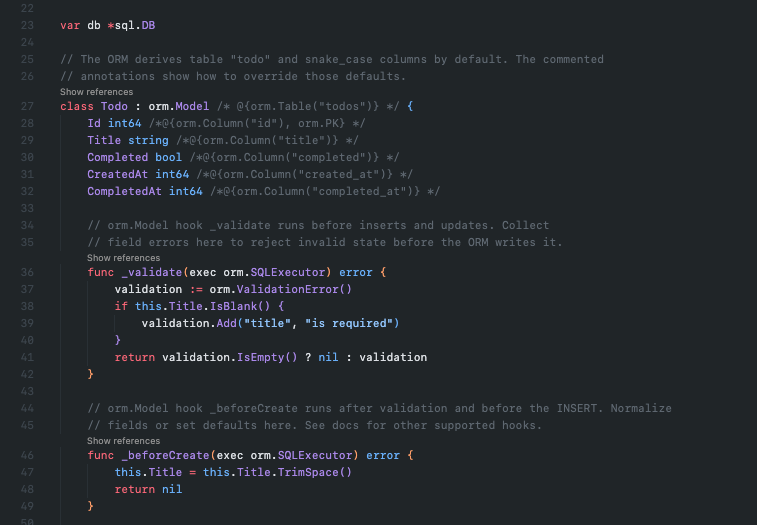 22
23 var db *sql.DB
24
25 // The ORM derives table "todo" and snake_case columns by default. The commented
26 // annotations show how to override those defaults.
Show references
27 class Todo : orm.Model /* @{orm.Table("todos")} */ {
28 Id int64 /*@{orm.Column("id"), orm.PK} */
29 Title string /*@{orm.Column("title")} */
30 Completed bool /*@{orm.Column("completed")} */
31 CreatedAt int64 /*@{orm.Column("created_at")} */
32 CompletedAt int64 /*@{orm.Column("completed_at")} */
33
34 // orm.Model hook _validate runs before inserts and updates. Collect
35 // field errors here to reject invalid state before the ORM writes it.
Show references
36 func _validate(exec orm.SQLExecutor) error {
37 validation := orm.ValidationError()
38 if this.Title.IsBlank() {
39 validation.Add("title", "is required")
40 }
41 return validation.IsEmpty() ? nil : validation
42 }
43
44 // orm.Model hook _beforeCreate runs after validation and before the INSERT. Normalize
45 // fields or set defaults here. See docs for other supported hooks.
Show references
46 func _beforeCreate(exec orm.SQLExecutor) error {
47 this.Title = this.Title.TrimSpace()
48 return nil
49 }
50